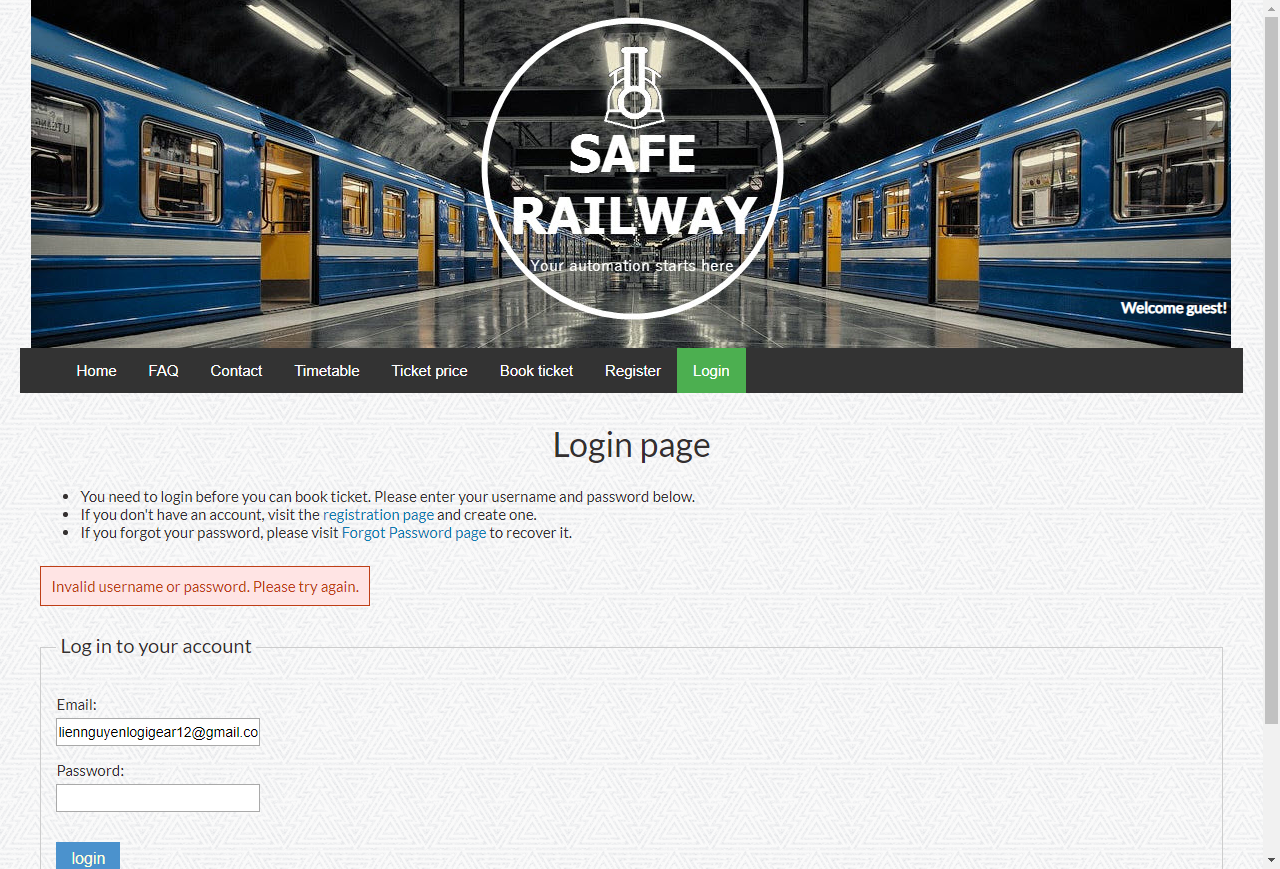 SAFE
RAILWAY
Your automation starts here
Welcome guest!
Home FAQ Contact Timetable Ticket price Book ticket Register Login
Login page
You need to login before you can book ticket. Please enter your username and password below.
If you don't have an account, visit the registration page and create one.
If you forgot your password, please visit Forgot Password page to recover it.
Invalid username or password. Please try again.
Log in to your account
Email:
liennguyenlogigear12@gmail.co
Password:
login